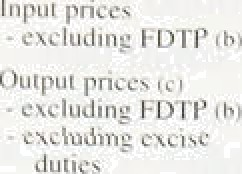 Input prices
- excluding FDTP (b)
Output prices (c)
- excluding FDTP (b)
- excluding excise
duties